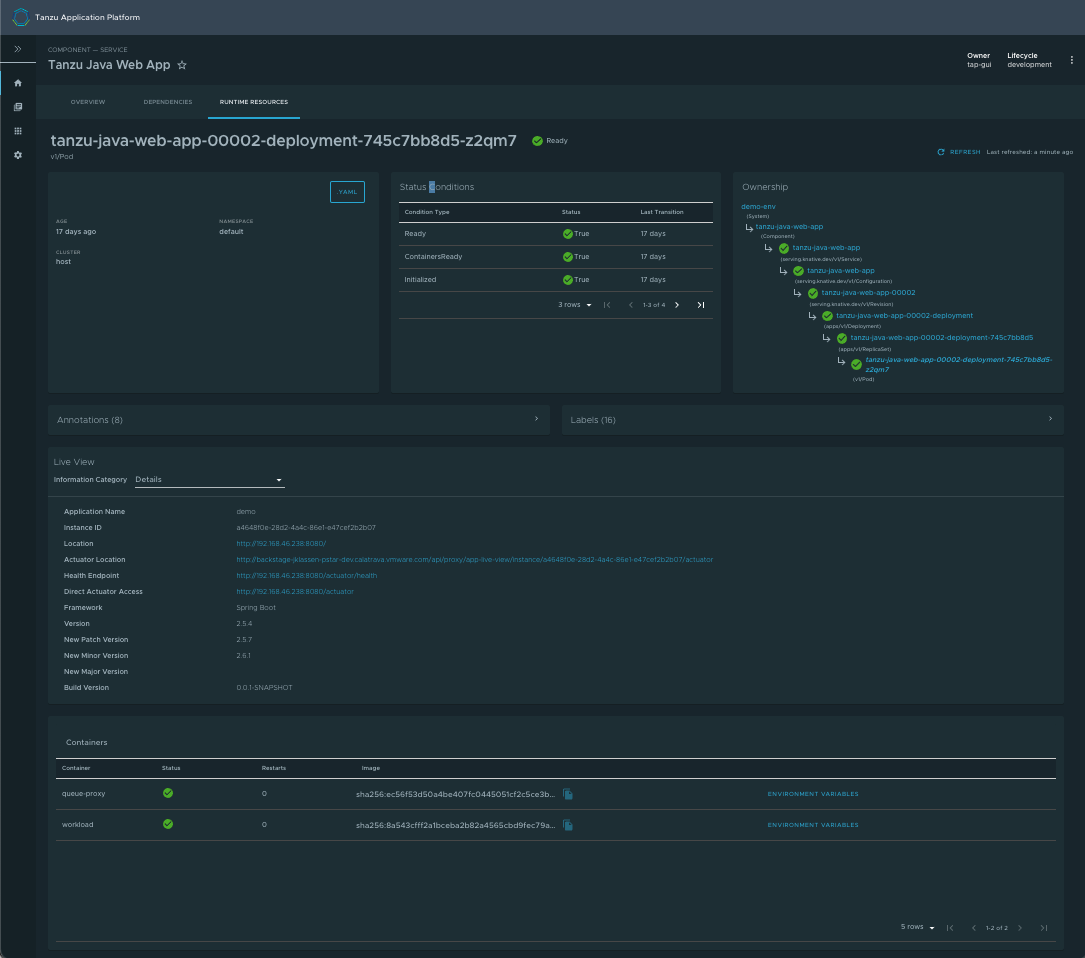 Tanzu Application Platform
COMPONENT — SERVICE
Tanzu Java Web App
Owner
tap-gui
Lifecycle
development
OVERVIEW
DEPENDENCIES
RUNTIME RESOURCES
tanzu-java-web-app-00002-deployment-745c7bb8d5-z2qm7
Ready
v1/Pod
REFRESH
Last refreshed: a minute ago
YAML
AGE
17 days ago
NAMESPACE
default
CLUSTER
host
Status Conditions
Condition Type Status Last Transition
Ready True 17 days
ContainersReady True 17 days
Initialized True 17 days
3 rows 1-3 of 4
Ownership
demo-env
(System)
tanzu-java-web-app
(Component)
tanzu-java-web-app
(serving.knative.dev/v1/Service)
tanzu-java-web-app
(serving.knative.dev/v1/Configuration)
tanzu-java-web-app-00002
(serving.knative.dev/v1/Revision)
tanzu-java-web-app-00002-deployment
(apps/v1/Deployment)
tanzu-java-web-app-00002-deployment-745c7bb8d5
(apps/v1/ReplicaSet)
tanzu-java-web-app-00002-deployment-745c7bb8d5-
z2qm7
(v1/Pod)
Annotations (8)
Labels (16)
Live View
Information Category Details
Application Name demo
Instance ID a4648f0e-28d2-4a4c-86e1-e47cef2b2b07
Location http://192.168.46.238:8080/
Actuator Location http://backstage-jklassen-pstar-dev.calatrava.vmware.com/api/proxy/app-live-view/instance/a4648f0e-28d2-4a4c-86e1-e47cef2b2b07/actuator
Health Endpoint http://192.168.46.238:8080/actuator/health
Direct Actuator Access http://192.168.46.238:8080/actuator
Framework Spring Boot
Version 2.5.4
New Patch Version 2.5.7
New Minor Version 2.6.1
New Major Version
Build Version 0.0.1-SNAPSHOT
Containers
Container Status Restarts Image
queue-proxy 0 sha256:ec56f53d50a4be407fc0445051cf2c5ce3b... ENVIRONMENT VARIABLES
workload 0 sha256:8a543cfff2a1bceba2b82a4565cbd9fec79a... ENVIRONMENT VARIABLES
5 rows 1-2 of 2